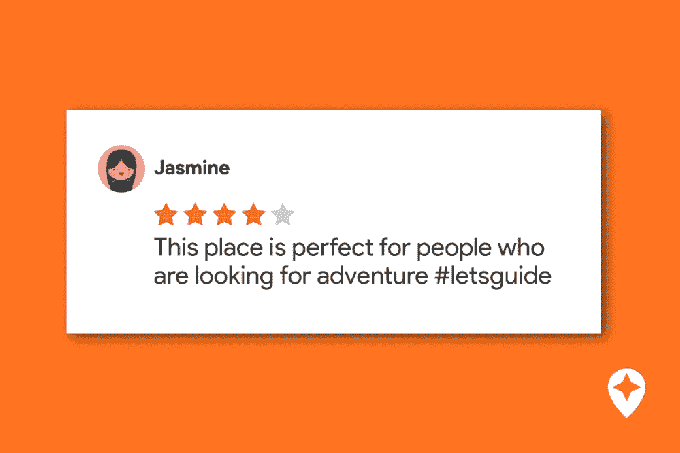 Jasmine
This place is perfect for people who
are looking for adventure #letsguide